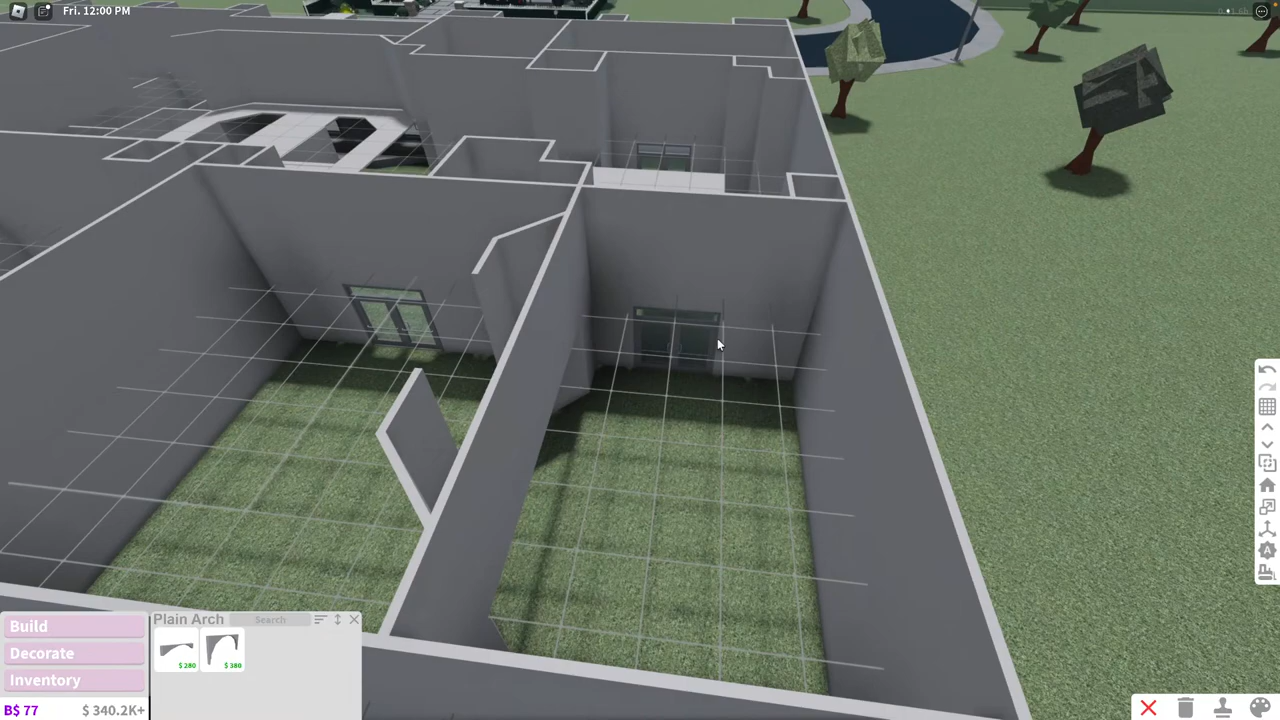 Fri. 12:00 PM
Plain Arch Search
$ 280 $ 380
Build
Decorate
Inventory
B$ 77 $ 340.2K+